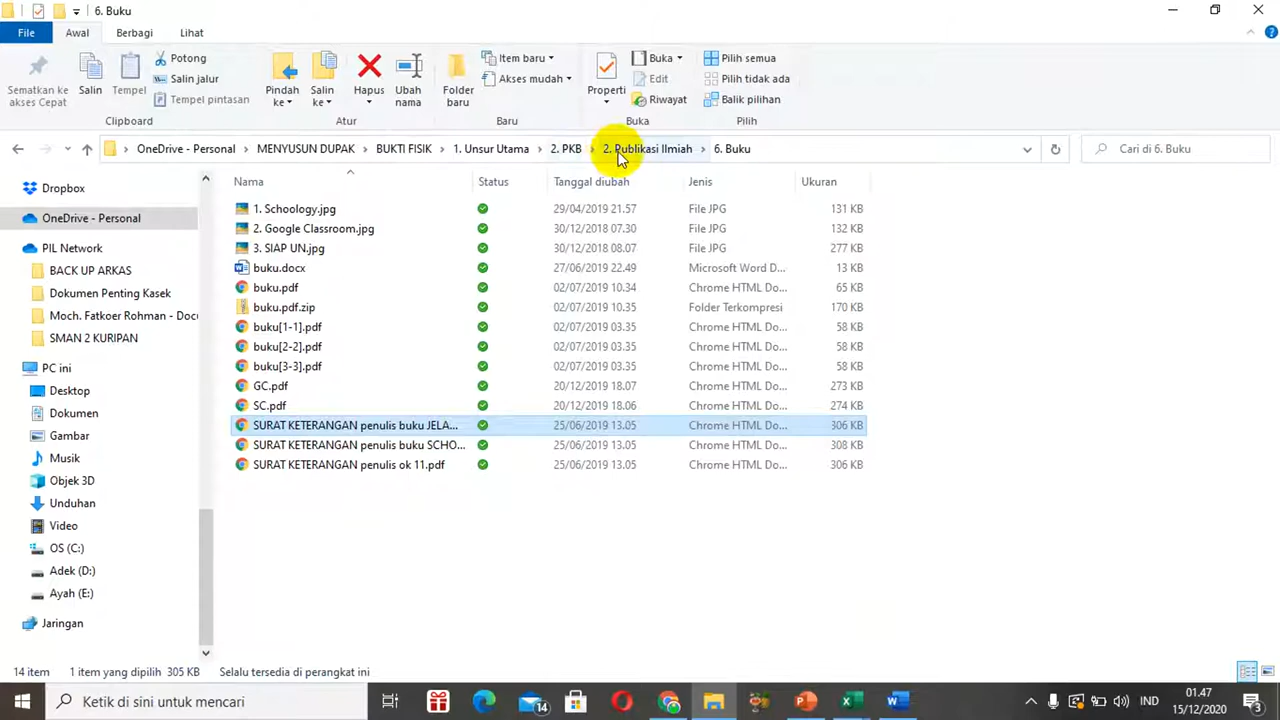 6. Buku
File Awal Berbagi Lihat
Sematkan ke akses Cepat
Salin
Tempel
Potong
Salin jalur
Tempel pintasan
Clipboard
Pindah ke
Salin ke
Hapus
Ubah nama
Atur
Folder baru
Item baru
Akses mudah
Baru
Properti
Buka
Edit
Riwayat
Buka
Pilih semua
Pilih tidak ada
Balik pilihan
Pilih
OneDrive - Personal MENYUSUN DUPAK BUKTI FISIK 1. Unsur Utama 2. PKB 2. Publikasi Ilmiah 6. Buku
Cari di 6. Buku
Dropbox
OneDrive - Personal
PIL Network
BACK UP ARKAS
Dokumen Penting Kasek
Moch. Fatkoer Rohman - Docu
SMAN 2 KURIPAN
PC ini
Desktop
Dokumen
Gambar
Musik
Objek 3D
Unduhan
Video
OS (C:)
Adek (D:)
Ayah (E:)
Jaringan
Nama Status Tanggal diubah Jenis Ukuran
1. Schoology.jpg 29/04/2019 21.57 File JPG 131 KB
2. Google Classroom.jpg 30/12/2018 07.30 File JPG 132 KB
3. SIAP UN.jpg 30/12/2018 08.07 File JPG 277 KB
buku.docx 27/06/2019 22.49 Microsoft Word D... 13 KB
buku.pdf 02/07/2019 10.34 Chrome HTML Do... 65 KB
buku.pdf.zip 02/07/2019 10.35 Folder Terkompresi 170 KB
buku[1-1].pdf 02/07/2019 03.35 Chrome HTML Do... 58 KB
buku[2-2].pdf 02/07/2019 03.35 Chrome HTML Do... 58 KB
buku[3-3].pdf 02/07/2019 03.35 Chrome HTML Do... 58 KB
GC.pdf 20/12/2019 18.07 Chrome HTML Do... 273 KB
SC.pdf 20/12/2019 18.06 Chrome HTML Do... 274 KB
SURAT KETERANGAN penulis buku JELA... 25/06/2019 13.05 Chrome HTML Do... 306 KB
SURAT KETERANGAN penulis buku SCHO... 25/06/2019 13.05 Chrome HTML Do... 308 KB
SURAT KETERANGAN penulis ok 11.pdf 25/06/2019 13.05 Chrome HTML Do... 306 KB
14 item 1 item yang dipilih 305 KB Selalu tersedia di perangkat ini
Ketik di sini untuk mencari
14
IND
01.47
15/12/2020
3